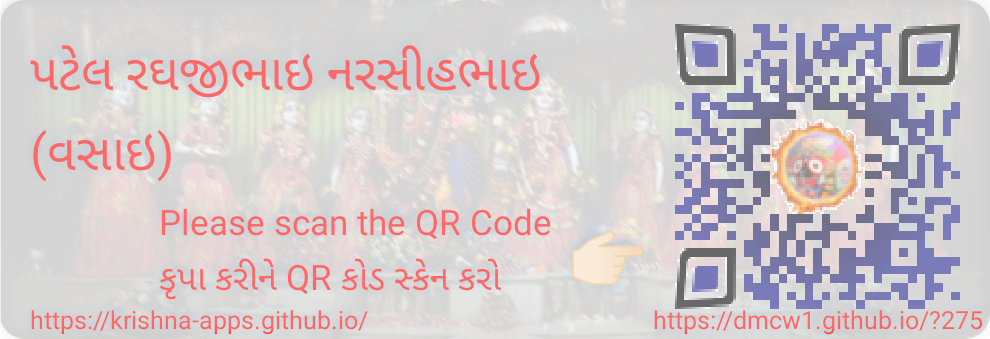 પટેલ રઘજીભાઇ નરસીહભાઇ
(વસાઇ)
Please scan the QR Code
કૃપા કરીને QR કોડ સ્કેન કરો
https://krishna-apps.github.io/
https://dmcw1.github.io/?275